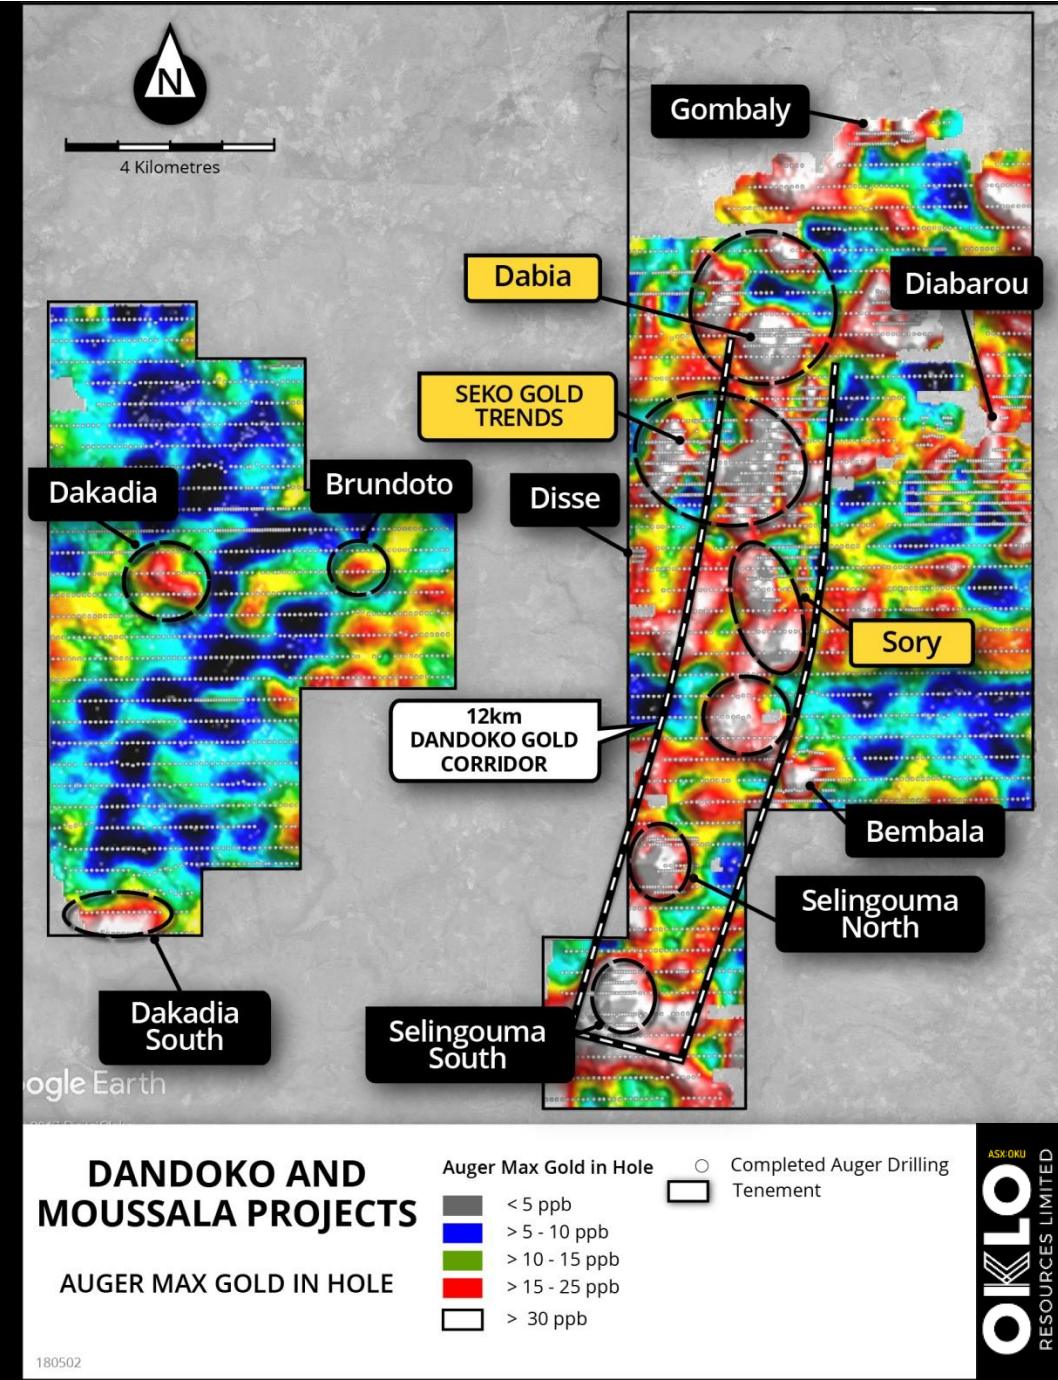 N
4 Kilometres
Gombaly
Dabia
Diabarou
SEKO GOLD
TRENDS
Dakadia
Brundoto
Disse
Sory
12km
DANDOKO GOLD
CORRIDOR
Bembala
Selingouma
North
Dakadia
South
Selingouma
South
ogle Earth
DANDOKO AND
MOUSSALA PROJECTS
AUGER MAX GOLD IN HOLE
180502
Auger Max Gold in Hole
< 5 ppb
> 5 - 10 ppb
> 10 - 15 ppb
> 15 - 25 ppb
> 30 ppb
Completed Auger Drilling
Tenement
ASX:OKU
OKLO
RESOURCES LIMITED